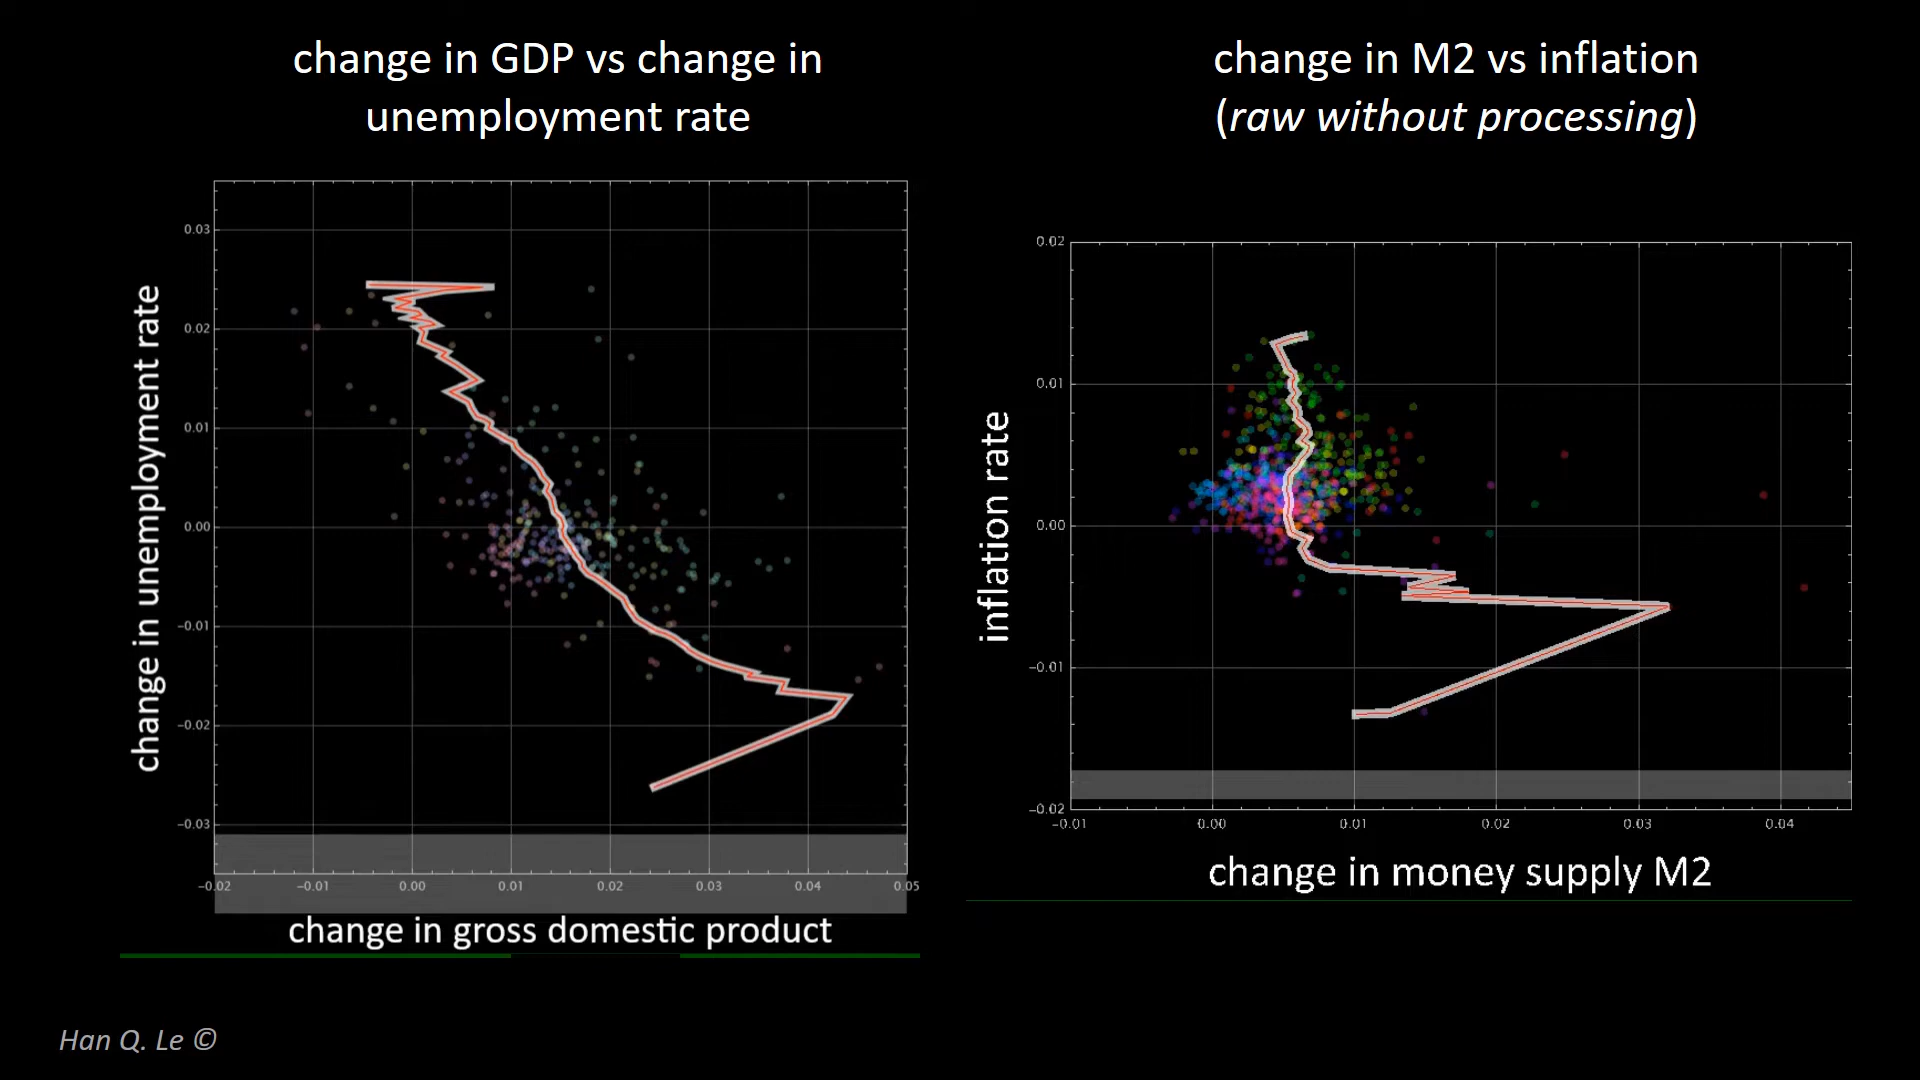 change in GDP vs change in
unemployment rate
change in unemployment rate
0.03
0.02
0.01
0.00
−0.01
−0.02
−0.03
−0.02
−0.01
0.00
0.01
0.02
0.03
0.04
0.05
change in gross domestic product
change in M2 vs inflation
(raw without processing)
inflation rate
0.02
0.01
0.00
−0.01
−0.02
−0.01
0.00
0.01
0.02
0.03
0.04
change in money supply M2
Han Q. Le ©